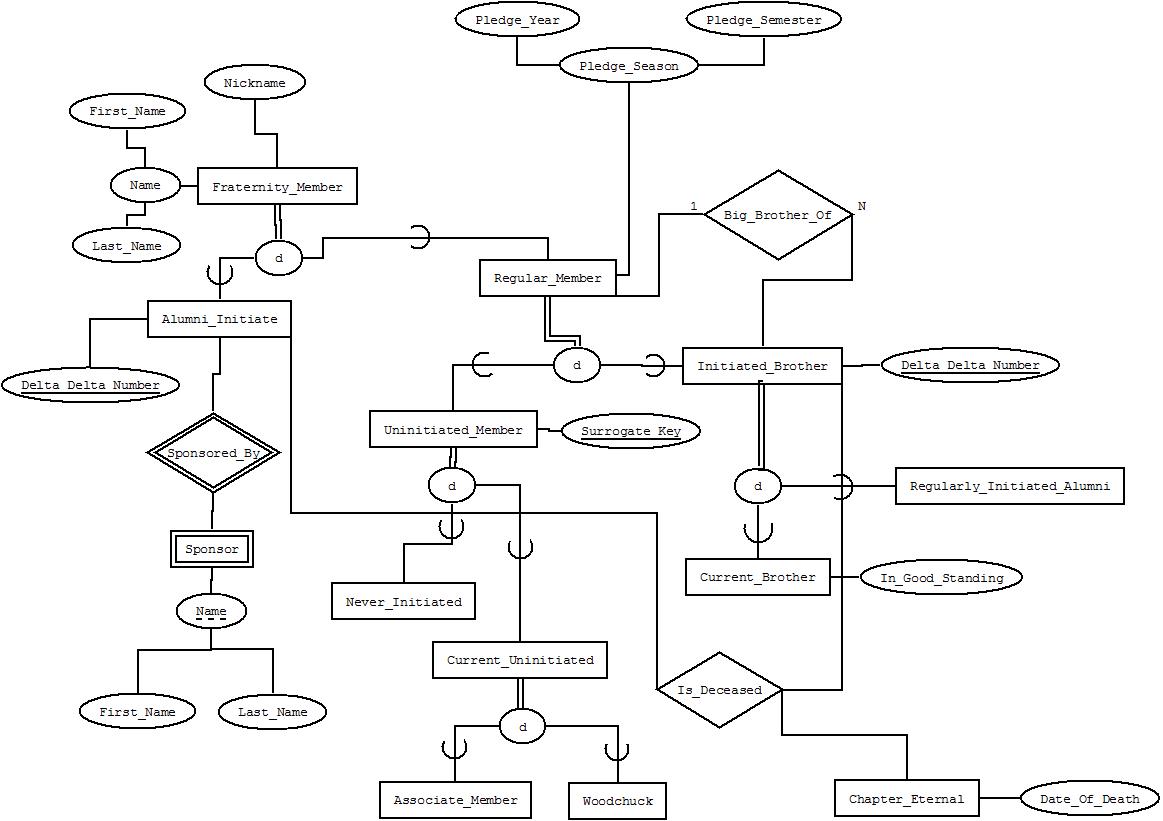 Pledge_Year
Pledge_Semester
Pledge_Season
Nickname
First_Name
Name
Fraternity_Member
Last_Name
1
Big_Brother_Of
N
d
Regular_Member
Alumni_Initiate
Delta Delta Number
d
Initiated_Brother
Delta Delta Number
Uninitiated_Member
Surrogate Key
Sponsored_By
d
d
Regularly_Initiated_Alumni
Sponsor
Current_Brother
In_Good_Standing
Never_Initiated
Name
Current_Uninitiated
Is_Deceased
First_Name
Last_Name
d
Associate_Member
Woodchuck
Chapter_Eternal
Date_Of_Death